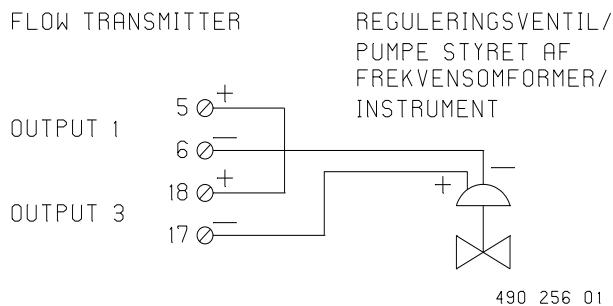 FLOW TRANSMITTER
REGULERINGSVENTIL/
PUMPE STYRET AF
FREKVENSOMFORMER/
INSTRUMENT
OUTPUT 1
5 +
6 −
OUTPUT 3
18 +
17 −
+ −
490 256 01